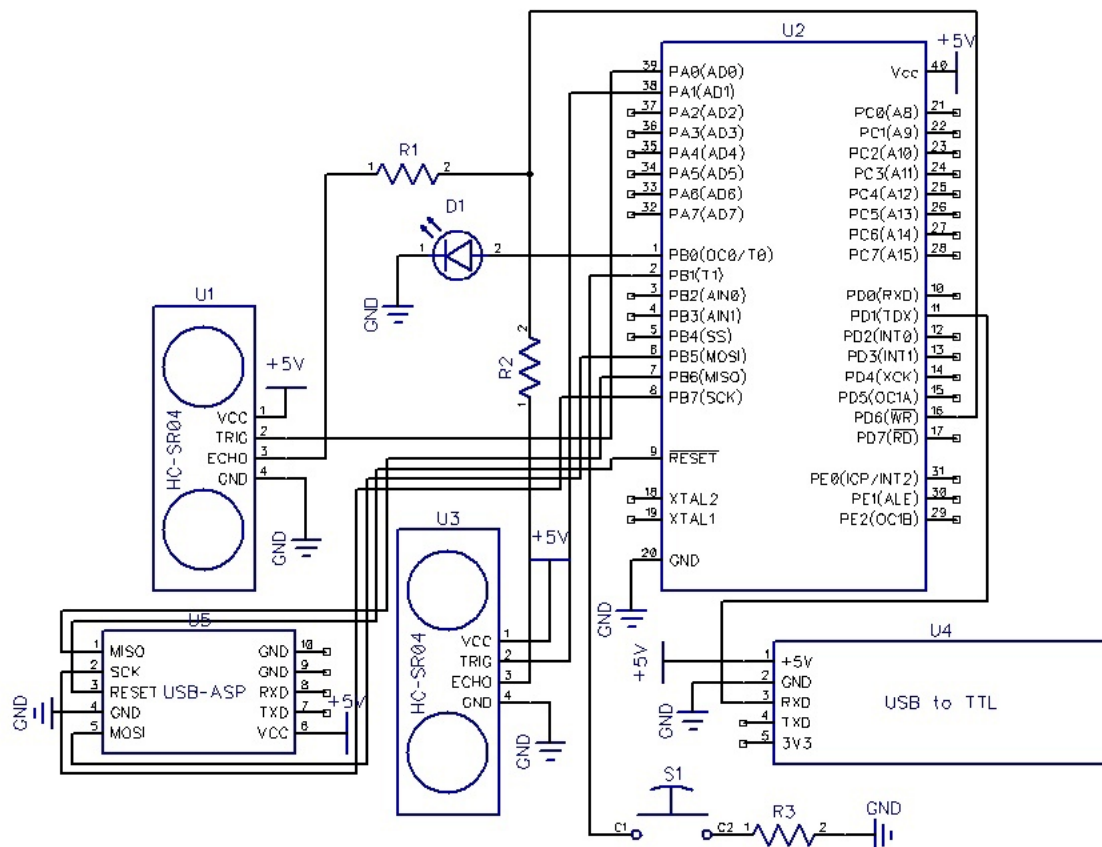 U2
+5V
39 PA0(AD0)
38 PA1(AD1)
37 PA2(AD2)
36 PA3(AD3)
35 PA4(AD4)
34 PA5(AD5)
33 PA6(AD6)
32 PA7(AD7)
1 PB0(OC0/T0)
2 PB1(T1)
3 PB2(AIN0)
4 PB3(AIN1)
5 PB4(SS)
6 PB5(MOSI)
7 PB6(MISO)
8 PB7(SCK)
9 RESET
18 XTAL2
19 XTAL1
20 GND
Vcc 40
PC0(A8) 21
PC1(A9) 22
PC2(A10) 23
PC3(A11) 24
PC4(A12) 25
PC5(A13) 26
PC6(A14) 27
PC7(A15) 28
PD0(RXD) 10
PD1(TDX) 11
PD2(INT0) 12
PD3(INT1) 13
PD4(XCK) 14
PD5(OC1A) 15
PD6(WR) 16
PD7(RD) 17
PE0(ICP/INT2) 31
PE1(ALE) 30
PE2(OC1B) 29
GND
R1
1 2
D1
1 2
GND
2
R2
1
U1
HC-SR04
+5V
VCC 1
TRIG 2
ECHO 3
GND 4
GND
U3
HC-SR04
+5V
VCC 1
TRIG 2
ECHO 3
GND 4
GND
U5
USB-ASP
1 MISO
2 SCK
3 RESET
4 GND
5 MOSI
GND 10
GND 9
RXD 8
TXD 7
VCC 6
GND
+5V
U4
USB to TTL
1 +5V
2 GND
3 RXD
4 TXD
5 3V3
+5V
GND
S1
C1 C2
R3
1 2
GND